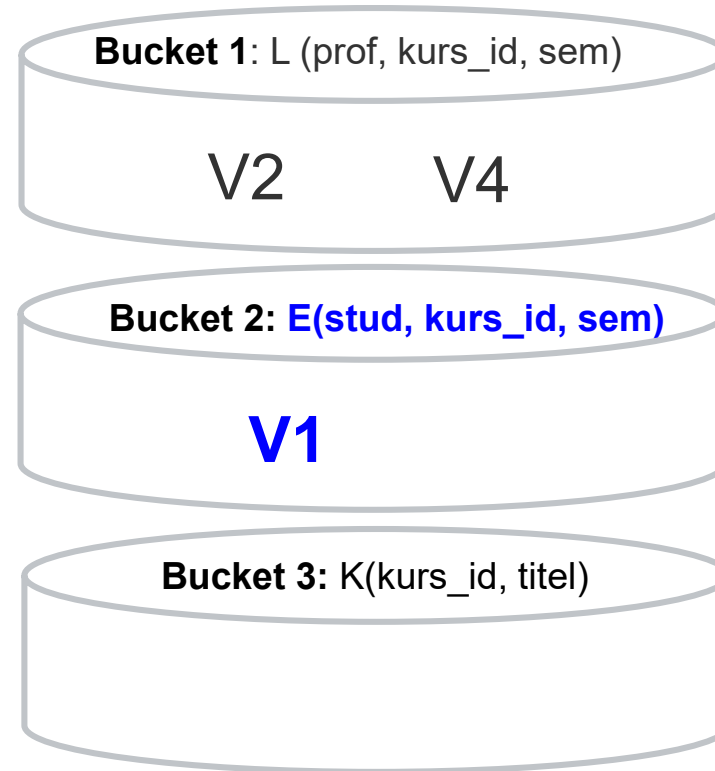 Bucket 1: L (prof, kurs_id, sem)
V2 V4
Bucket 2: E(stud, kurs_id, sem)
V1
Bucket 3: K(kurs_id, titel)